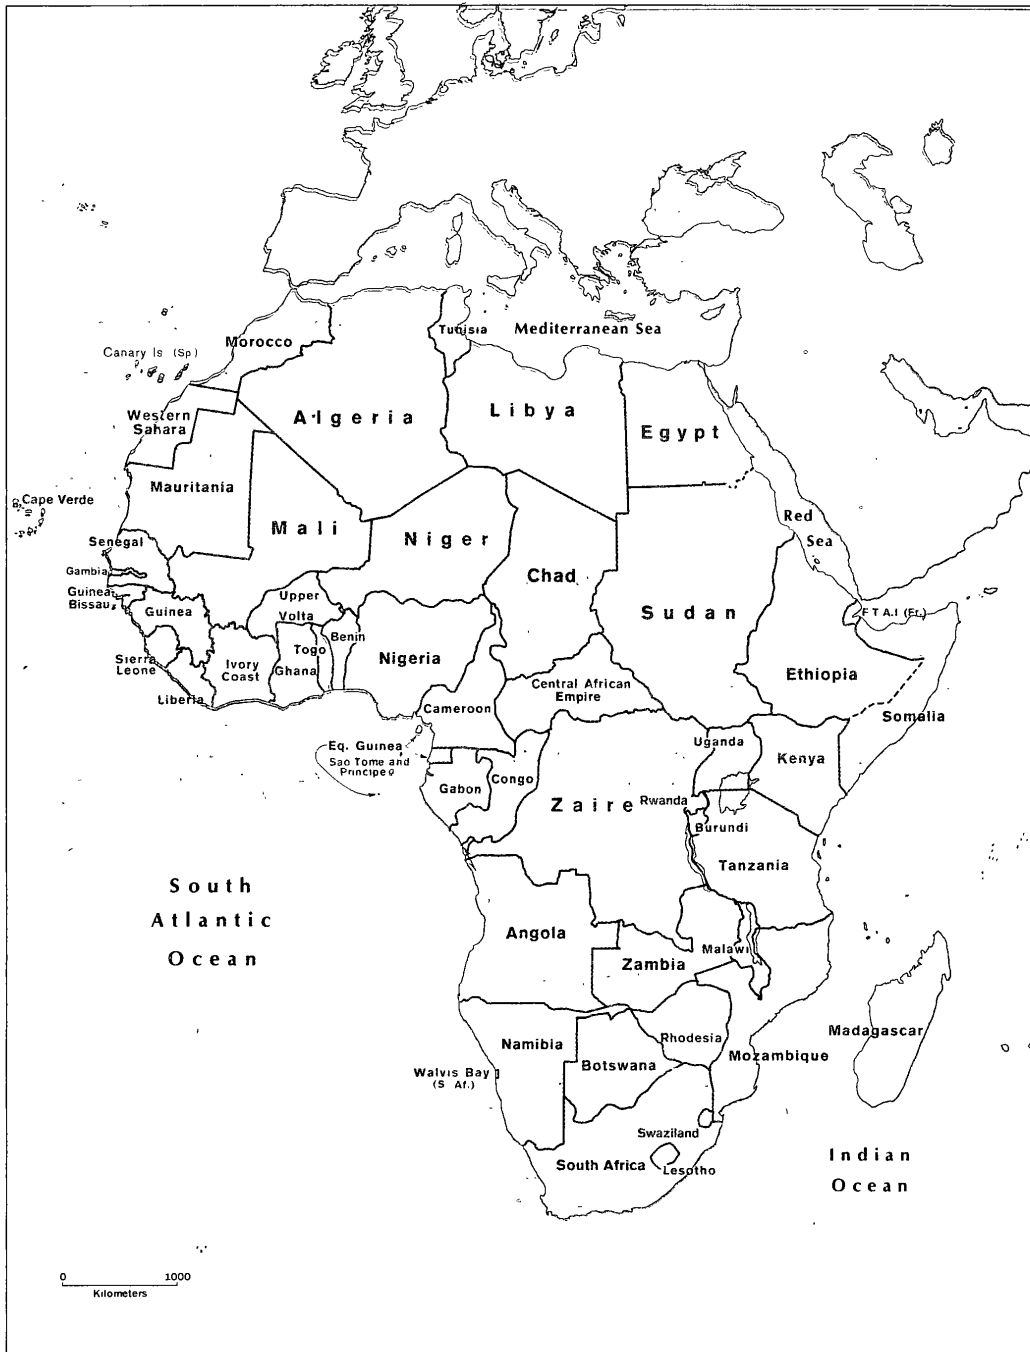 Mediterranean Sea
Tunisia
Morocco
Canary Is (Sp)
Algeria
Libya
Egypt
Western
Sahara
Mauritania
Cape Verde
Mali
Niger
Chad
Sudan
Red
Sea
Senegal
Gambia
Guinea
Bissau
Guinea
Upper
Volta
Benin
Togo
Ghana
Ivory
Coast
Sierra
Leone
Liberia
Nigeria
F T A.I (Fr.)
Ethiopia
Somalia
Central African
Empire
Cameroon
Eq. Guinea
Sao Tome and
Principe
Gabon
Congo
Zaire
Uganda
Kenya
Rwanda
Burundi
Tanzania
South
Atlantic
Ocean
Angola
Zambia
Malawi
Namibia
Botswana
Rhodesia
Mozambique
Madagascar
Walvis Bay
(S Af.)
Swaziland
South Africa
Lesotho
Indian
Ocean
0 1000
Kilometers